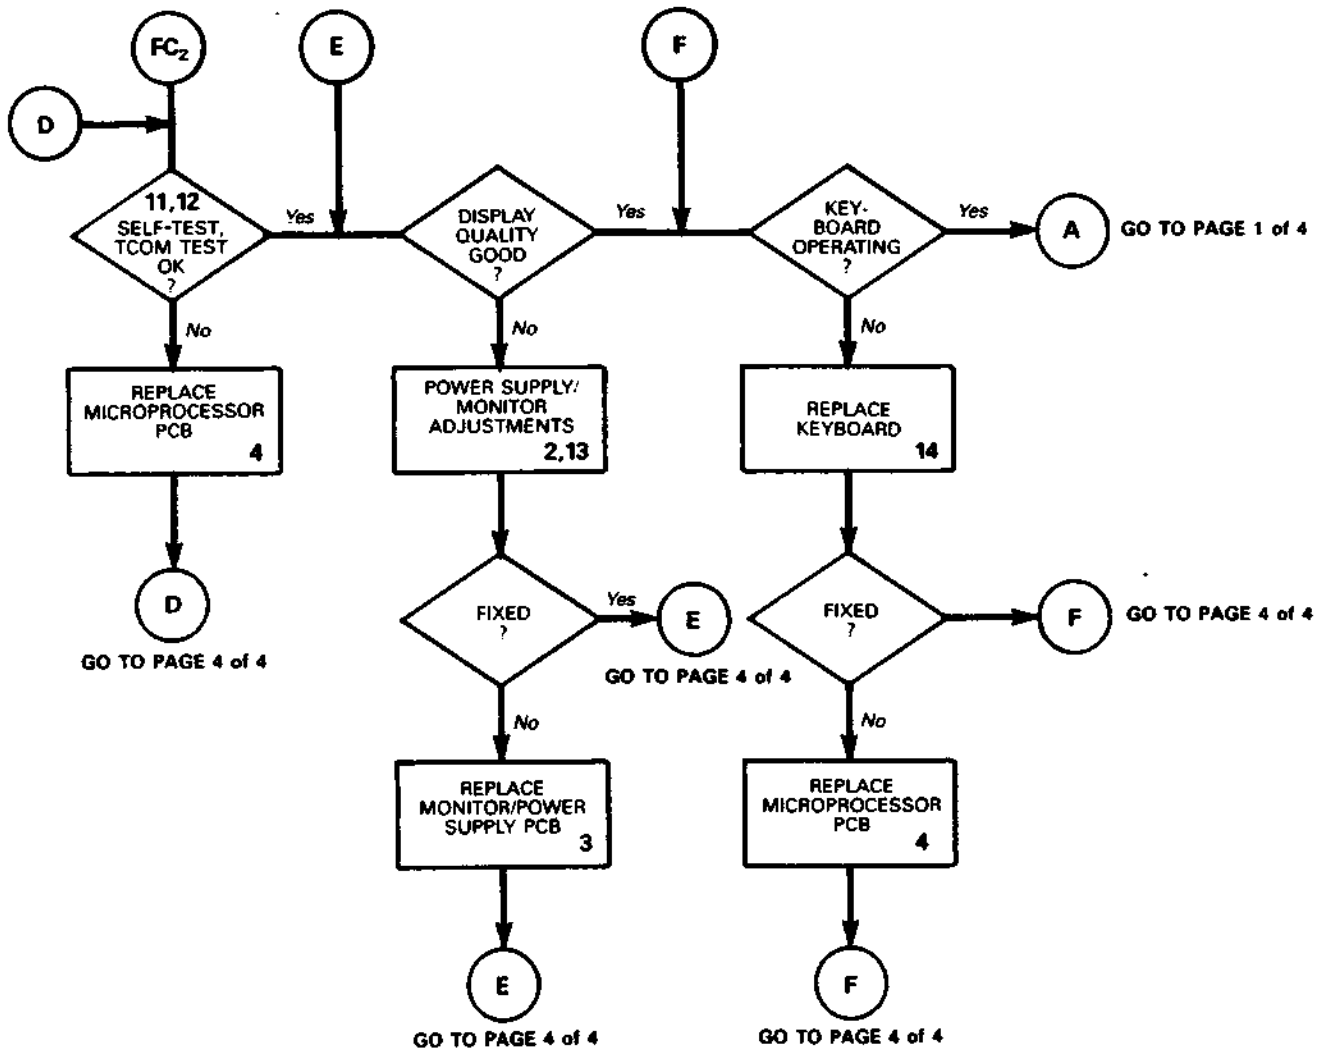 FC2
E
F
D
11,12
SELF-TEST,
TCOM TEST
OK
?
Yes
DISPLAY
QUALITY
GOOD
?
Yes
KEY-
BOARD
OPERATING
?
Yes
A
GO TO PAGE 1 of 4
No
No
No
REPLACE
MICROPROCESSOR
PCB
4
POWER SUPPLY/
MONITOR
ADJUSTMENTS
2,13
REPLACE
KEYBOARD
14
D
GO TO PAGE 4 of 4
FIXED
?
Yes
E
GO TO PAGE 4 of 4
FIXED
?
F
GO TO PAGE 4 of 4
No
No
REPLACE
MONITOR/POWER
SUPPLY PCB
3
REPLACE
MICROPROCESSOR
PCB
4
E
GO TO PAGE 4 of 4
F
GO TO PAGE 4 of 4